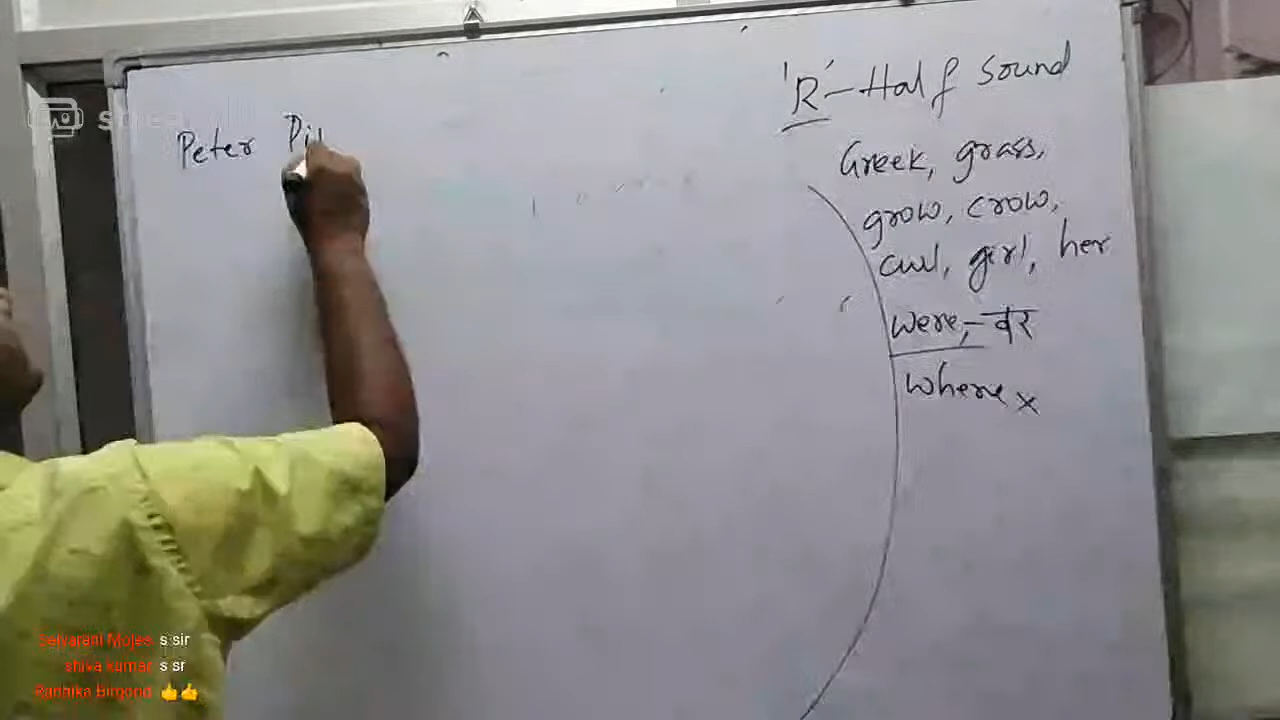 Peter Pi
'R' - Half sound
Greek, grass,
grow, crow,
curl, girl, her
were, - वर
where x
Selvarani Mojes s sir
shiva kumar s sr
Radhika Birgond 👍👍